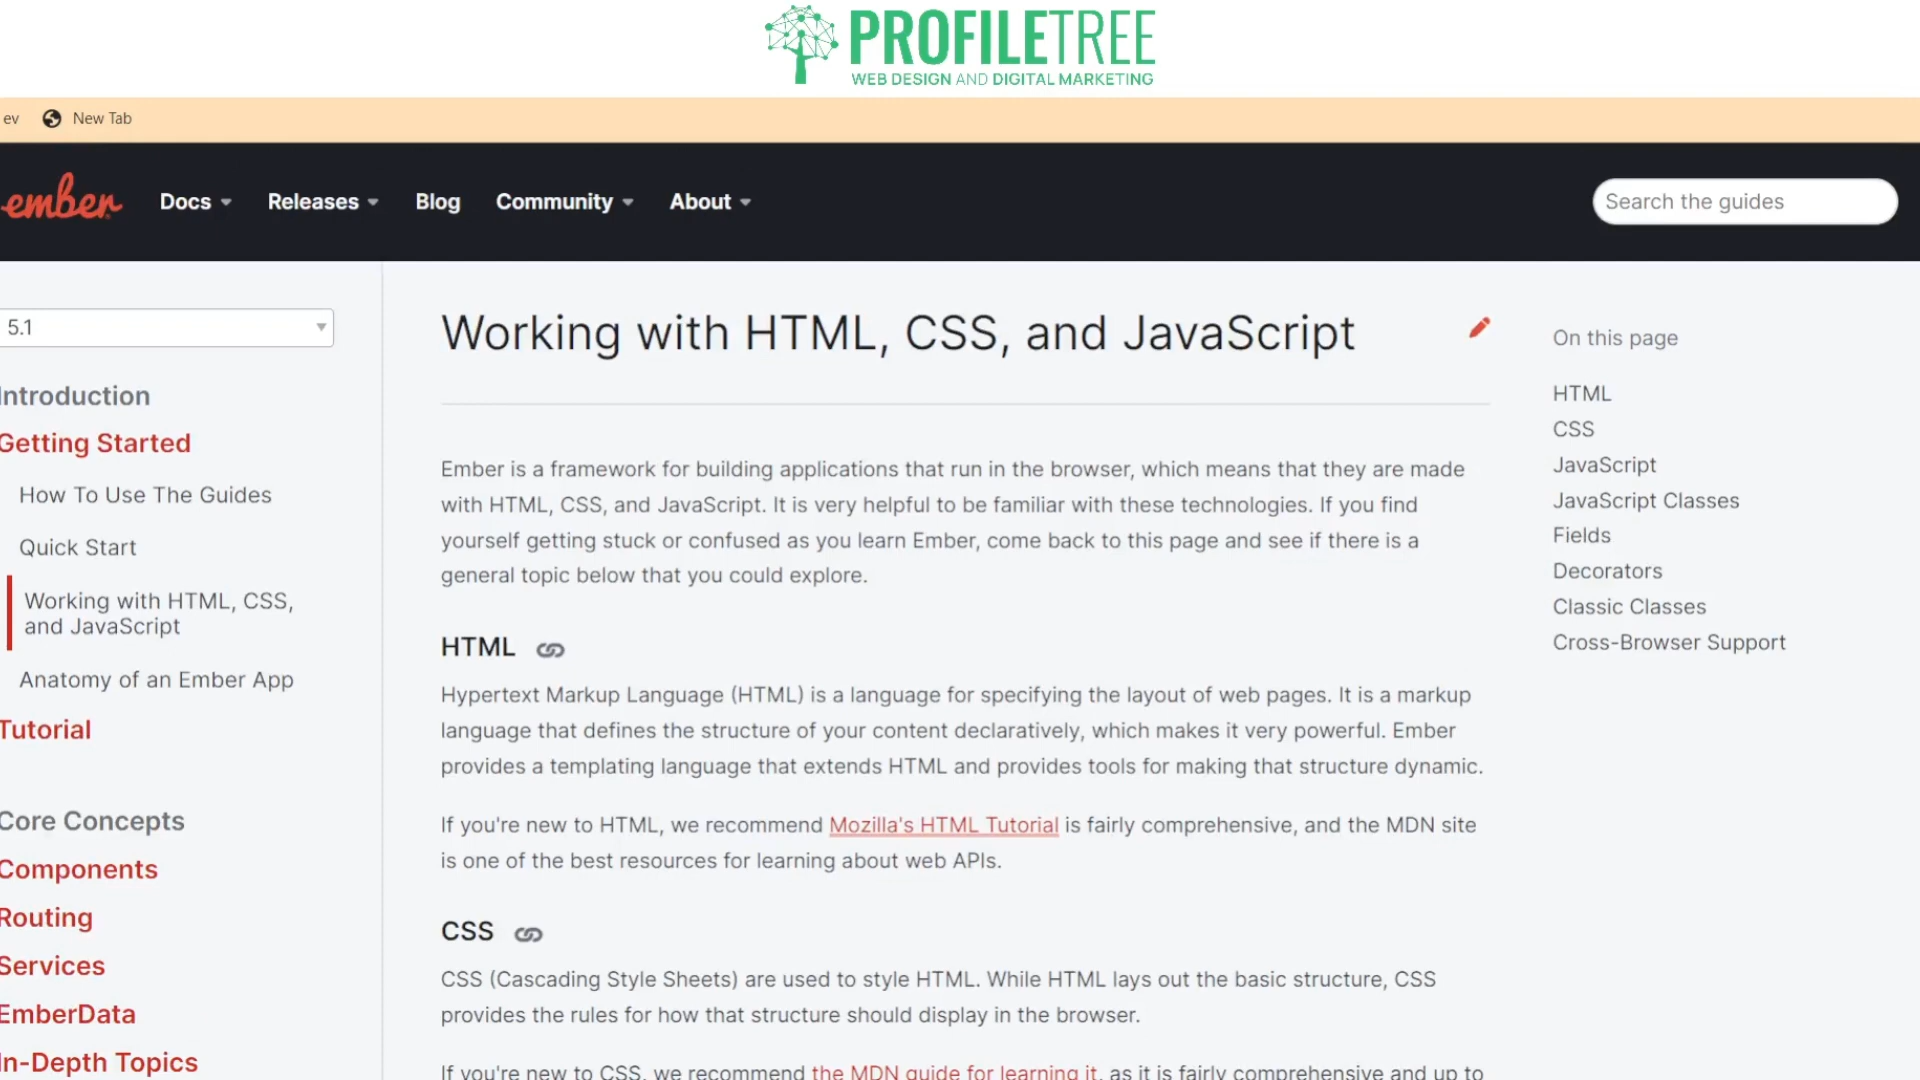 PROFILETREE
WEB DESIGN AND DIGITAL MARKETING
ev New Tab
ember Docs Releases Blog Community About Search the guides
5.1
Introduction
Getting Started
How To Use The Guides
Quick Start
Working with HTML, CSS,
and JavaScript
Anatomy of an Ember App
Tutorial
Core Concepts
Components
Routing
Services
EmberData
In-Depth Topics
Working with HTML, CSS, and JavaScript
Ember is a framework for building applications that run in the browser, which means that they are made
with HTML, CSS, and JavaScript. It is very helpful to be familiar with these technologies. If you find
yourself getting stuck or confused as you learn Ember, come back to this page and see if there is a
general topic below that you could explore.
HTML
Hypertext Markup Language (HTML) is a language for specifying the layout of web pages. It is a markup
language that defines the structure of your content declaratively, which makes it very powerful. Ember
provides a templating language that extends HTML and provides tools for making that structure dynamic.
If you're new to HTML, we recommend Mozilla's HTML Tutorial is fairly comprehensive, and the MDN site
is one of the best resources for learning about web APIs.
CSS
CSS (Cascading Style Sheets) are used to style HTML. While HTML lays out the basic structure, CSS
provides the rules for how that structure should display in the browser.
If you're new to CSS, we recommend the MDN guide for learning it, as it is fairly comprehensive and up to
On this page
HTML
CSS
JavaScript
JavaScript Classes
Fields
Decorators
Classic Classes
Cross-Browser Support